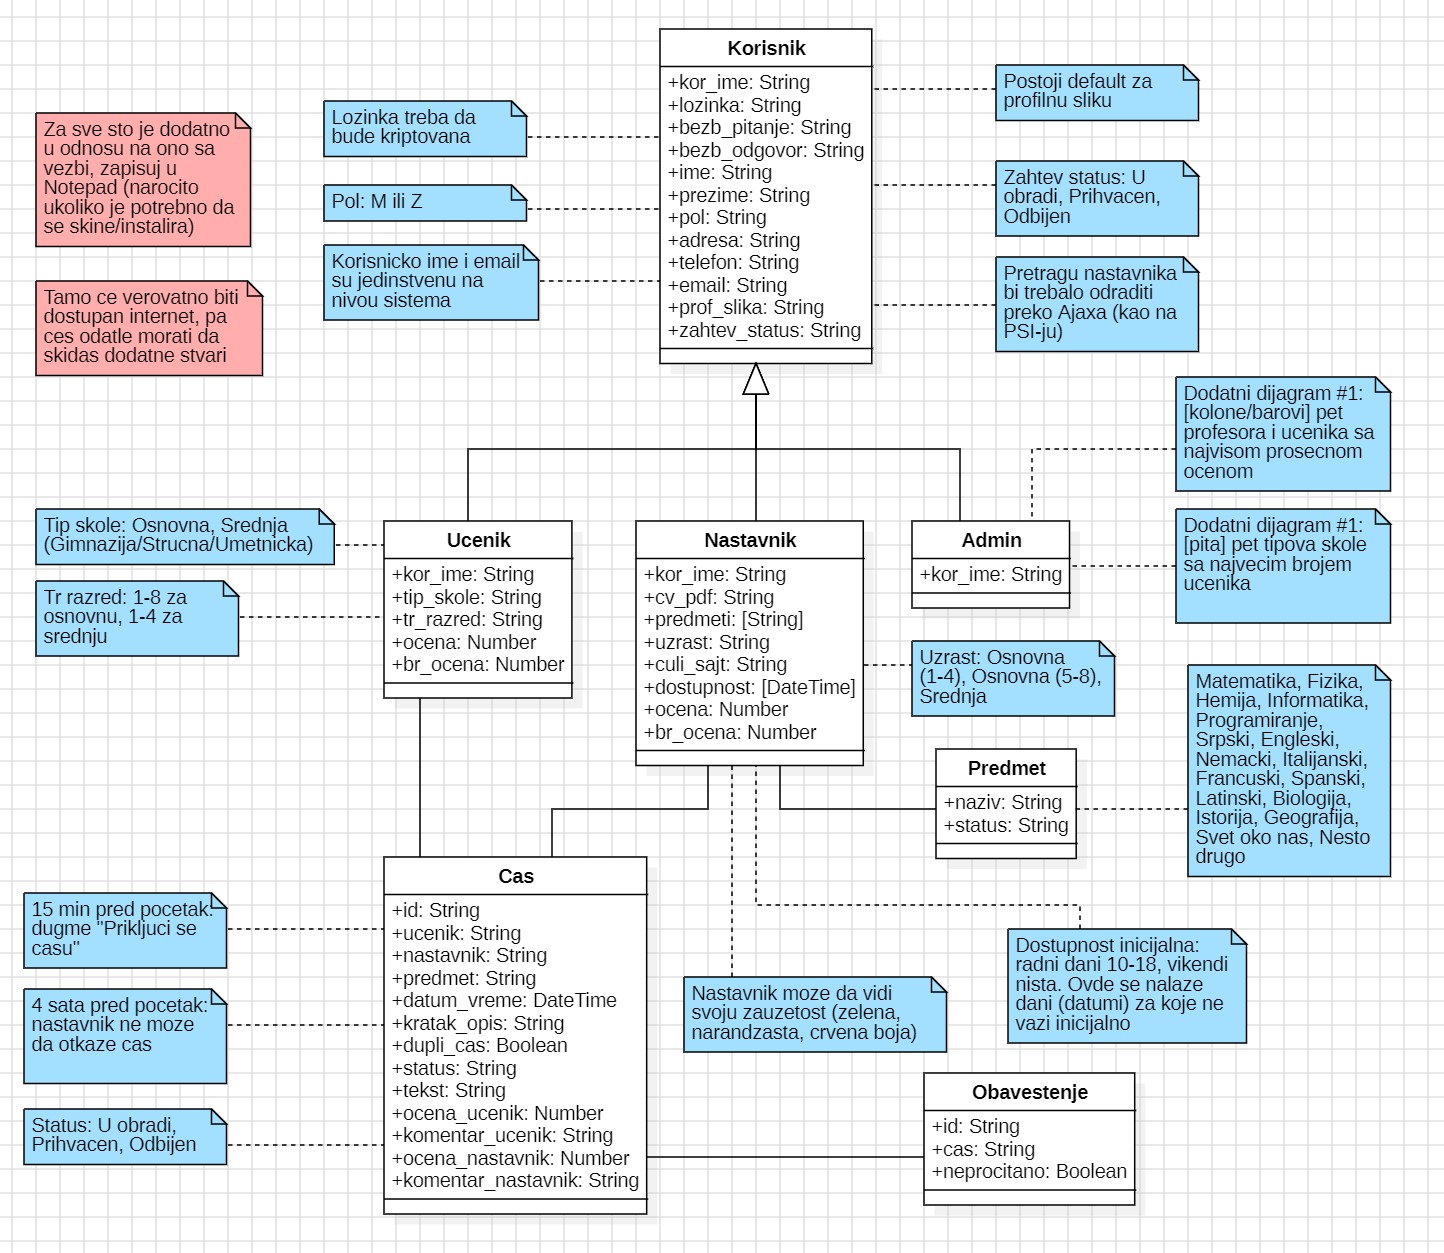 Korisnik
+kor_ime: String
+lozinka: String
+bezb_pitanje: String
+bezb_odgovor: String
+ime: String
+prezime: String
+pol: String
+adresa: String
+telefon: String
+email: String
+prof_slika: String
+zahtev_status: String
Za sve sto je dodatno
u odnosu na ono sa
vezbi, zapisuj u
Notepad (narocito
ukoliko je potrebno da
se skine/instalira)
Tamo ce verovatno biti
dostupan internet, pa
ces odatle morati da
skidas dodatne stvari
Lozinka treba da
bude kriptovana
Pol: M ili Z
Korisnicko ime i email
su jedinstvenu na
nivou sistema
Postoji default za
profilnu sliku
Zahtev status: U
obradi, Prihvacen,
Odbijen
Pretragu nastavnika
bi trebalo odraditi
preko Ajaxa (kao na
PSI-ju)
Dodatni dijagram #1:
[kolone/barovi] pet
profesora i ucenika sa
najvisom prosecnom
ocenom
Dodatni dijagram #1:
[pita] pet tipova skole
sa najvecim brojem
ucenika
Tip skole: Osnovna, Srednja
(Gimnazija/Strucna/Umetnicka)
Tr razred: 1-8 za
osnovnu, 1-4 za
srednju
Ucenik
+kor_ime: String
+tip_skole: String
+tr_razred: String
+ocena: Number
+br_ocena: Number
Nastavnik
+kor_ime: String
+cv_pdf: String
+predmeti: [String]
+uzrast: String
+culi_sajt: String
+dostupnost: [DateTime]
+ocena: Number
+br_ocena: Number
Admin
+kor_ime: String
Uzrast: Osnovna
(1-4), Osnovna (5-8),
Srednja
Predmet
+naziv: String
+status: String
Matematika, Fizika,
Hemija, Informatika,
Programiranje,
Srpski, Engleski,
Nemacki, Italijanski,
Francuski, Spanski,
Latinski, Biologija,
Istorija, Geografija,
Svet oko nas, Nesto
drugo
Cas
+id: String
+ucenik: String
+nastavnik: String
+predmet: String
+datum_vreme: DateTime
+kratak_opis: String
+dupli_cas: Boolean
+status: String
+tekst: String
+ocena_ucenik: Number
+komentar_ucenik: String
+ocena_nastavnik: Number
+komentar_nastavnik: String
15 min pred pocetak:
dugme "Prikljuci se
casu"
4 sata pred pocetak:
nastavnik ne moze
da otkaze cas
Status: U obradi,
Prihvacen, Odbijen
Nastavnik moze da vidi
svoju zauzetost (zelena,
narandzasta, crvena boja)
Dostupnost inicijalna:
radni dani 10-18, vikendi
nista. Ovde se nalaze
dani (datumi) za koje ne
vazi inicijalno
Obavestenje
+id: String
+cas: String
+neprocitano: Boolean